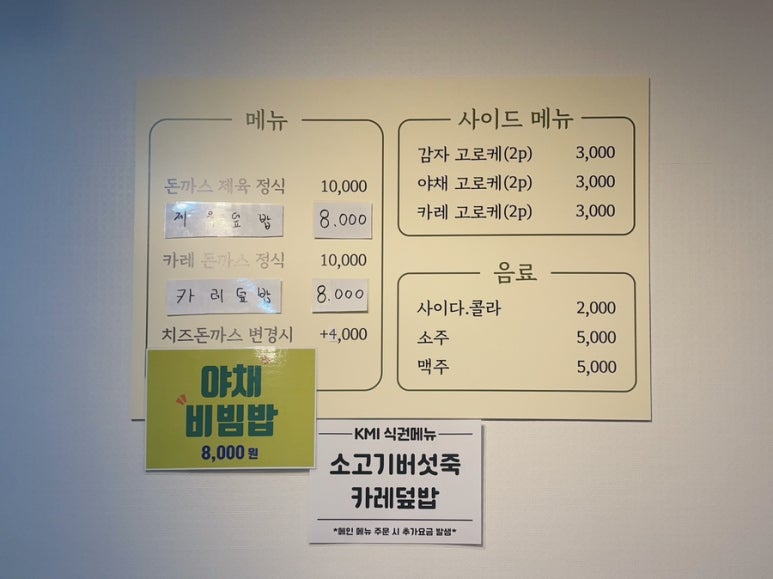 메뉴
돈까스 제육 정식 10,000
제육덮밥 8.000
카레 돈까스 정식 10,000
카레덮밥 8.000
치즈돈까스 변경시 +4,000
사이드 메뉴
감자 고로케(2p) 3,000
야채 고로케(2p) 3,000
카레 고로케(2p) 3,000
음료
사이다.콜라 2,000
소주 5,000
맥주 5,000
야채
비빔밥
8,000원
KMI 식권메뉴
소고기버섯죽
카레덮밥
*메인 메뉴 주문 시 추가요금 발생*